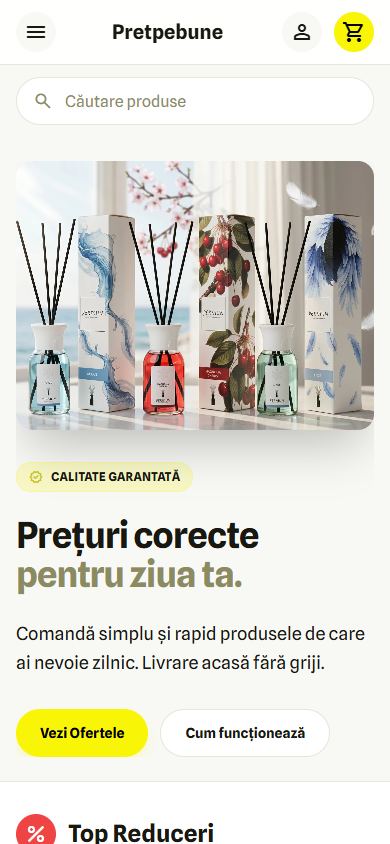 Pretpebune
Căutare produse
CALITATE GARANTATĂ
Prețuri corecte
pentru ziua ta.
Comandă simplu și rapid produsele de care
ai nevoie zilnic. Livrare acasă fără griji.
Vezi Ofertele
Cum funcționează
% Top Reduceri